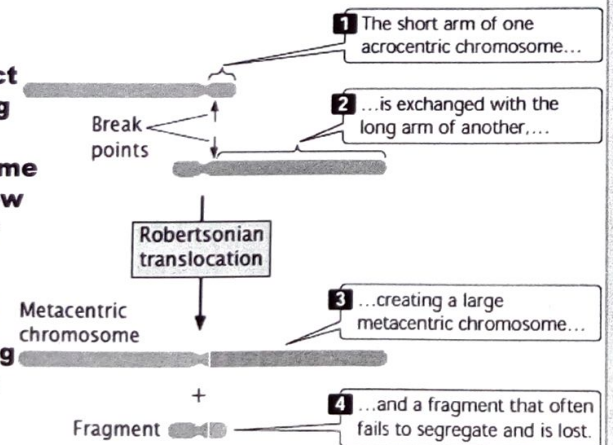 1 The short arm of one
acrocentric chromosome...
ct
g
2 ...is exchanged with the
long arm of another,...
Break
points
me
w
Robertsonian
translocation
3 ...creating a large
metacentric chromosome...
Metacentric
chromosome
g
+
4 ...and a fragment that often
fails to segregate and is lost.
Fragment